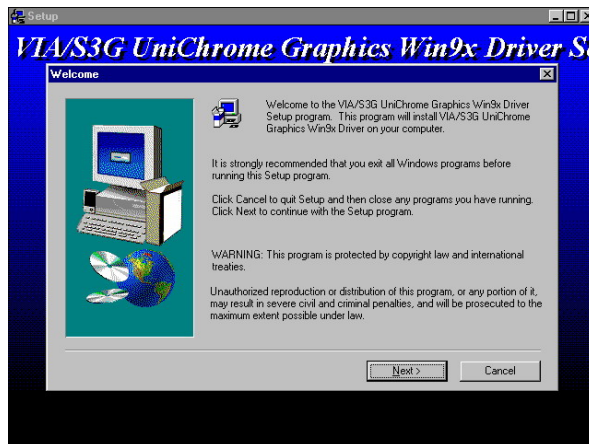 Setup
VIA/S3G UniChrome Graphics Win9x Driver S
Welcome
Welcome to the VIA/S3G UniChrome Graphics Win9x Driver
Setup program. This program will install VIA/S3G UniChrome
Graphics Win9x Driver on your computer.
It is strongly recommended that you exit all Windows programs before
running this Setup program.
Click Cancel to quit Setup and then close any programs you have running.
Click Next to continue with the Setup program.
WARNING: This program is protected by copyright law and international
treaties.
Unauthorized reproduction or distribution of this program, or any portion of it,
may result in severe civil and criminal penalties, and will be prosecuted to the
maximum extent possible under law.
Next >
Cancel